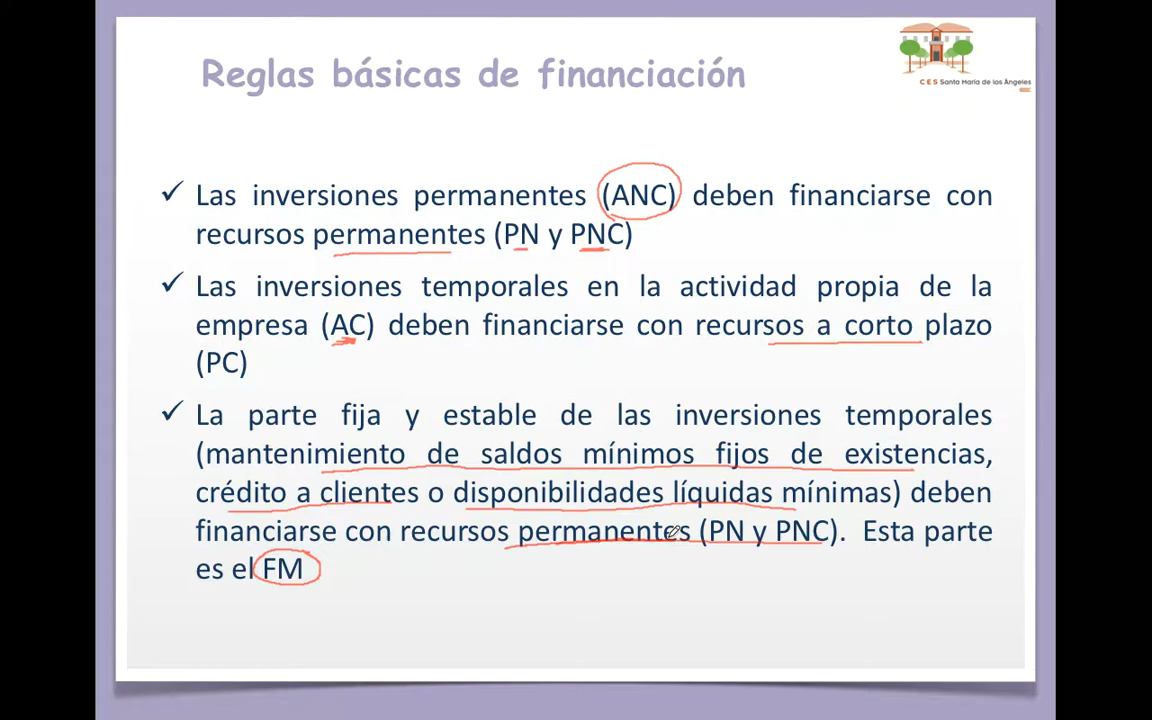 Reglas básicas de financiación
CES Santa María de los Ángeles
✓ Las inversiones permanentes (ANC) deben financiarse con
recursos permanentes (PN y PNC)
✓ Las inversiones temporales en la actividad propia de la
empresa (AC) deben financiarse con recursos a corto plazo
(PC)
✓ La parte fija y estable de las inversiones temporales
(mantenimiento de saldos mínimos fijos de existencias,
crédito a clientes o disponibilidades líquidas mínimas) deben
financiarse con recursos permanentes (PN y PNC). Esta parte
es el FM